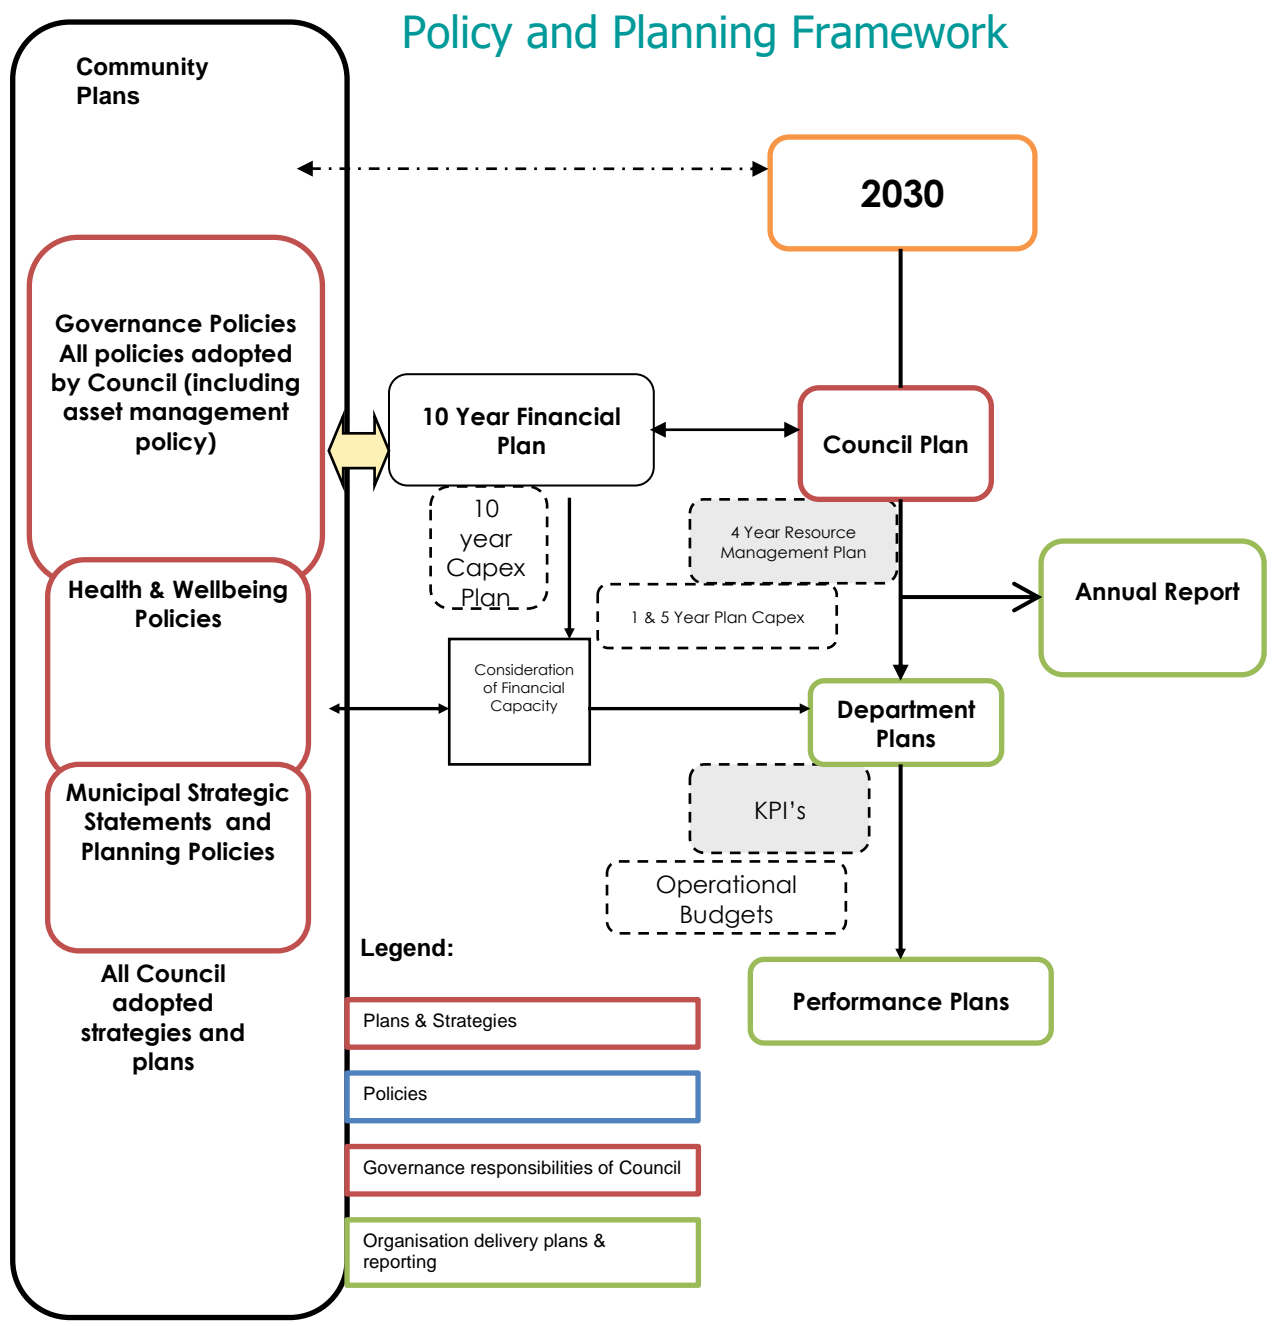 Policy and Planning Framework
Community
Plans
2030
Governance Policies
All policies adopted
by Council (including
asset management
policy)
10 Year Financial
Plan
Council Plan
10
year
Capex
Plan
4 Year Resource
Management Plan
1 & 5 Year Plan Capex
Annual Report
Health & Wellbeing
Policies
Consideration
of Financial
Capacity
Department
Plans
Municipal Strategic
Statements and
Planning Policies
KPI's
Operational
Budgets
All Council
adopted
strategies and
plans
Performance Plans
Legend:
Plans & Strategies
Policies
Governance responsibilities of Council
Organisation delivery plans &
reporting